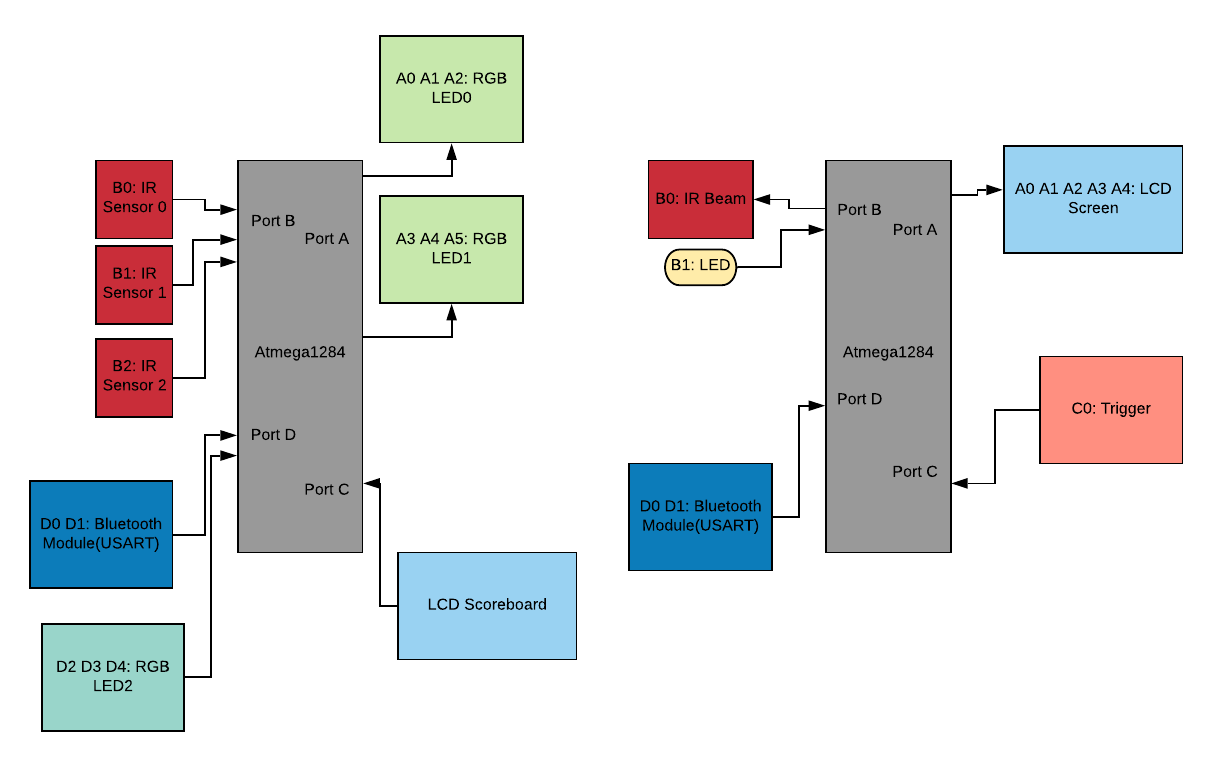 A0 A1 A2: RGB
LED0
B0: IR
Sensor 0
B1: IR
Sensor 1
B2: IR
Sensor 2
Port B
Port A
A3 A4 A5: RGB
LED1
Atmega1284
Port D
Port C
D0 D1: Bluetooth
Module(USART)
LCD Scoreboard
D2 D3 D4: RGB
LED2
B0: IR Beam
B1: LED
Port B
Port A
A0 A1 A2 A3 A4: LCD
Screen
Atmega1284
Port D
Port C
C0: Trigger
D0 D1: Bluetooth
Module(USART)